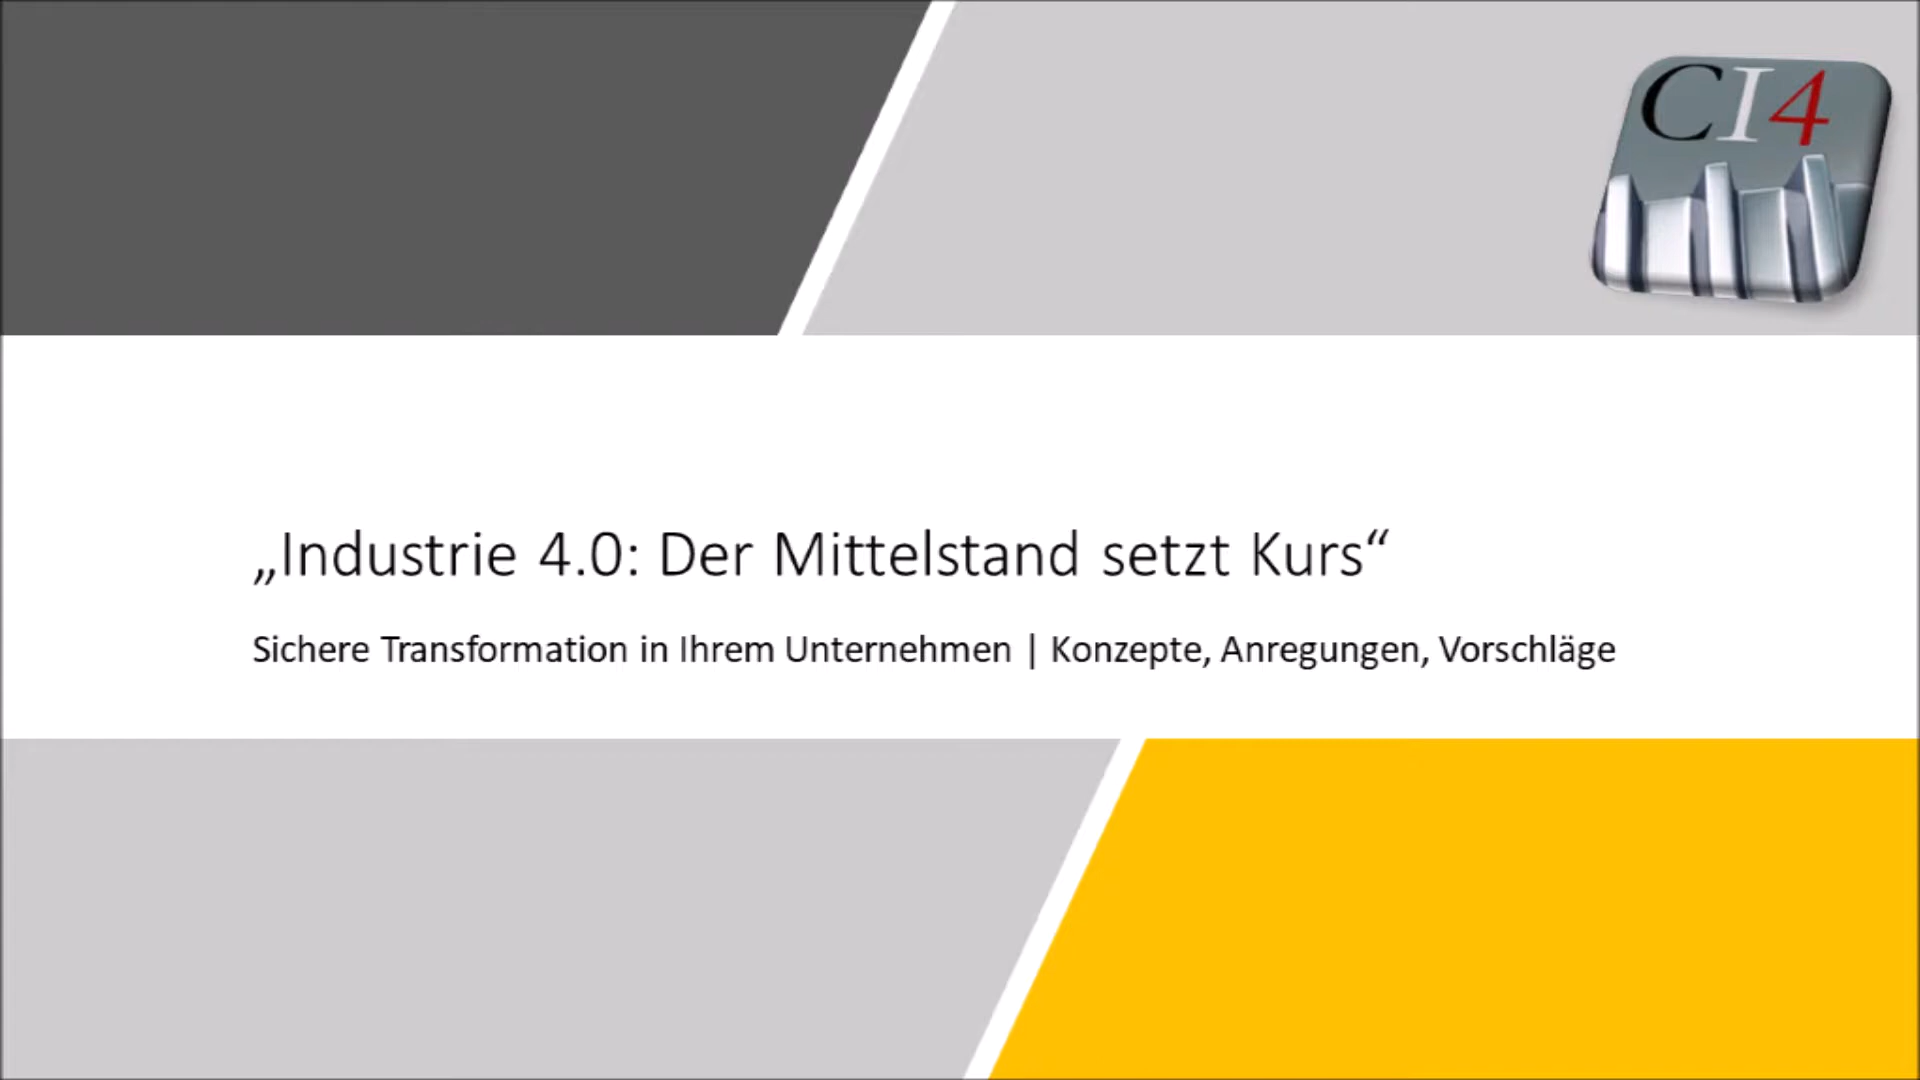 CI4
„Industrie 4.0: Der Mittelstand setzt Kurs“
Sichere Transformation in Ihrem Unternehmen | Konzepte, Anregungen, Vorschläge